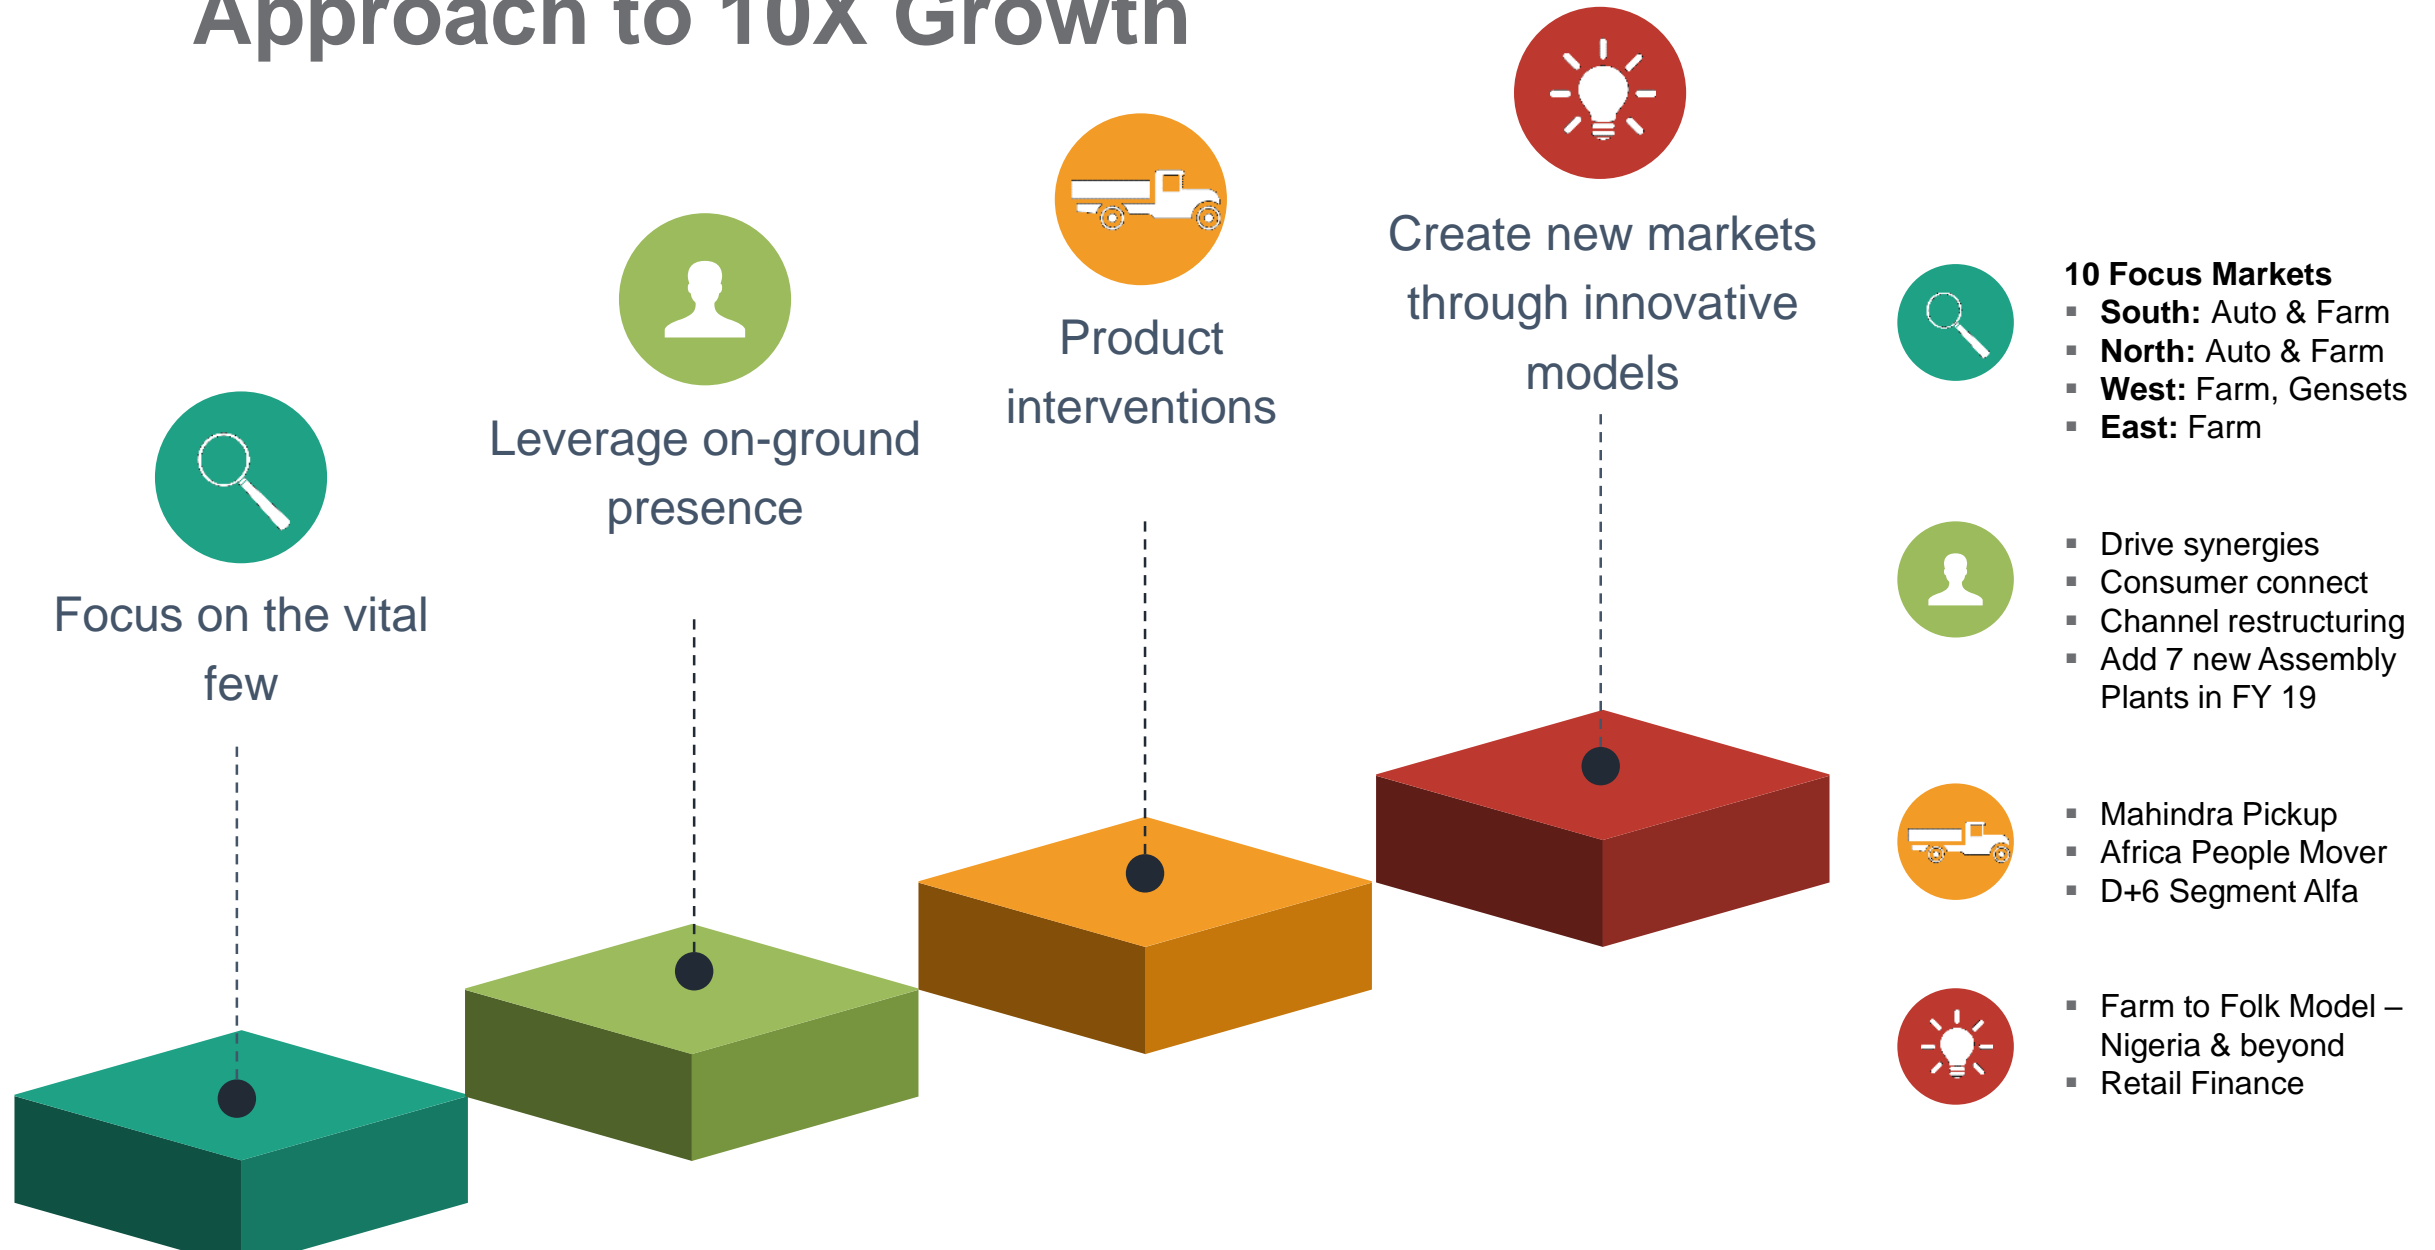 Approach to 10X Growth
Focus on the vital
few
Leverage on-ground
presence
Product
interventions
Create new markets
through innovative
models
10 Focus Markets
▪ South: Auto & Farm
▪ North: Auto & Farm
▪ West: Farm, Gensets
▪ East: Farm
▪ Drive synergies
▪ Consumer connect
▪ Channel restructuring
▪ Add 7 new Assembly
Plants in FY 19
▪ Mahindra Pickup
▪ Africa People Mover
▪ D+6 Segment Alfa
▪ Farm to Folk Model –
Nigeria & beyond
▪ Retail Finance